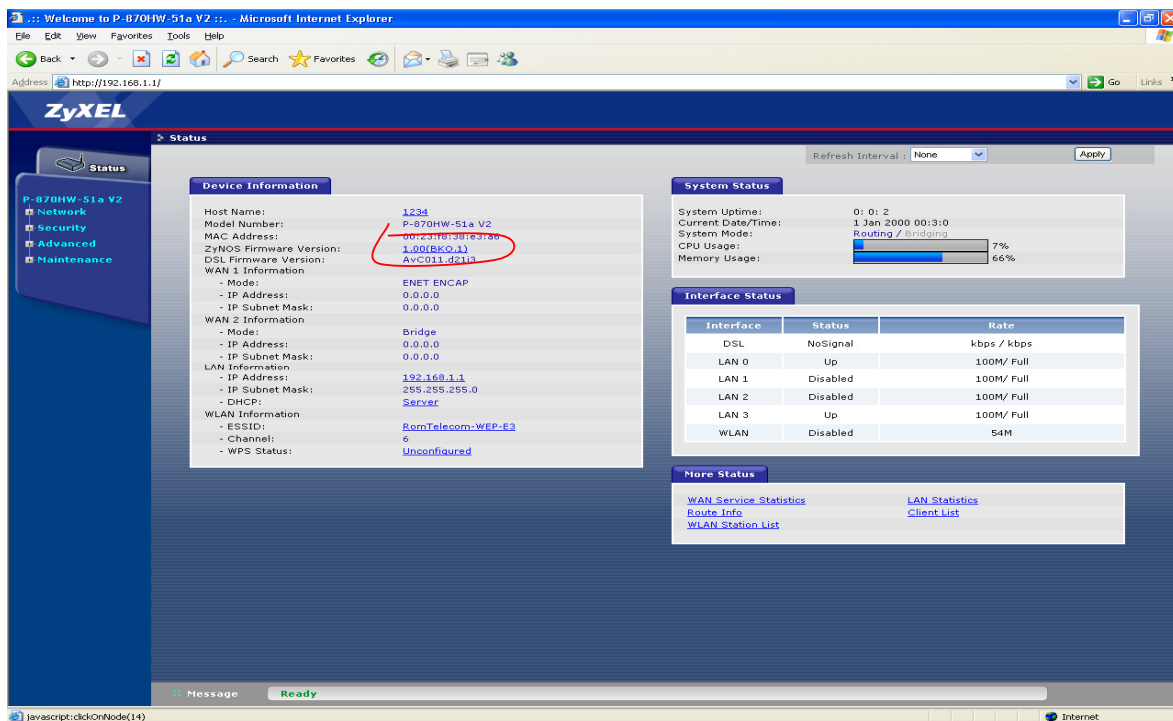 .:: Welcome to P-870HW-51a V2 ::. - Microsoft Internet Explorer
File Edit View Favorites Tools Help
Back Search Favorites
Address http://192.168.1.1/ Go Links
ZyXEL
Status
> Status
Refresh Interval : None Apply
P-870HW-51a V2
Network
Security
Advanced
Maintenance
Device Information
Host Name: 1234
Model Number: P-870HW-51a V2
MAC Address: 00:23:f8:38:e3:a6
ZyNOS Firmware Version: 1.00(BKO.1)
DSL Firmware Version: AvC011.d21i3
WAN 1 Information
- Mode: ENET ENCAP
- IP Address: 0.0.0.0
- IP Subnet Mask: 0.0.0.0
WAN 2 Information
- Mode: Bridge
- IP Address: 0.0.0.0
- IP Subnet Mask: 0.0.0.0
LAN Information
- IP Address: 192.168.1.1
- IP Subnet Mask: 255.255.255.0
- DHCP: Server
WLAN Information
- ESSID: RomTelecom-WEP-E3
- Channel: 6
- WPS Status: Unconfigured
System Status
System Uptime: 0: 0: 2
Current Date/Time: 1 Jan 2000 00:3:0
System Mode: Routing / Bridging
CPU Usage: 7%
Memory Usage: 66%
Interface Status
Interface Status Rate
DSL NoSignal kbps / kbps
LAN 0 Up 100M/ Full
LAN 1 Disabled 100M/ Full
LAN 2 Disabled 100M/ Full
LAN 3 Up 100M/ Full
WLAN Disabled 54M
More Status
WAN Service Statistics LAN Statistics
Route Info Client List
WLAN Station List
Message Ready
javascript:clickOnNode(14) Internet